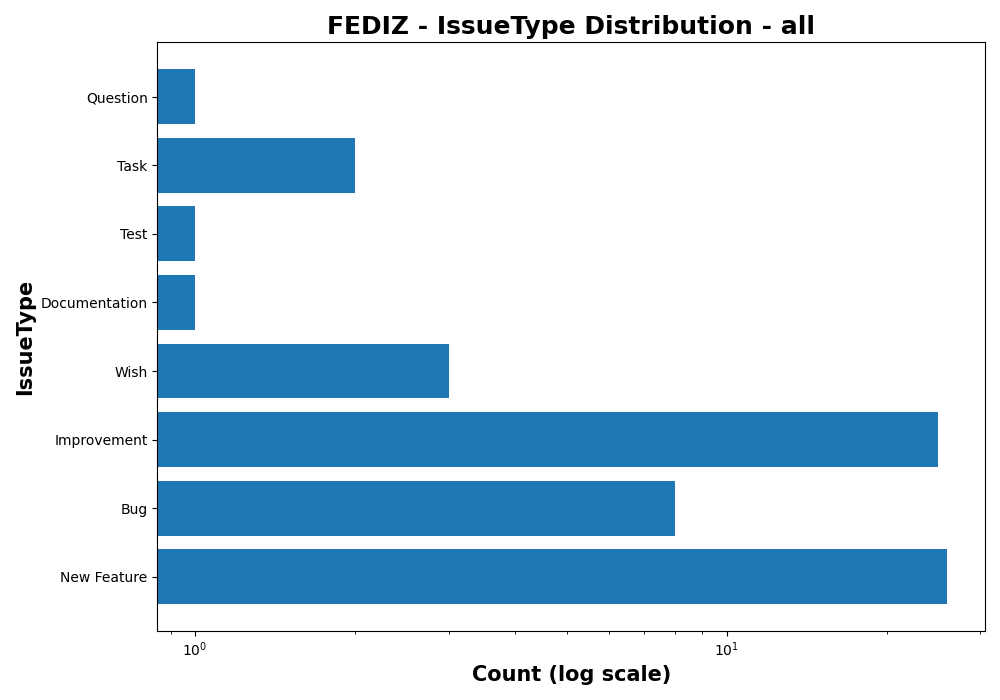 FEDIZ - IssueType Distribution - all
Question
Task
Test
Documentation
Wish
Improvement
Bug
New Feature
IssueType
10⁰
10¹
Count (log scale)